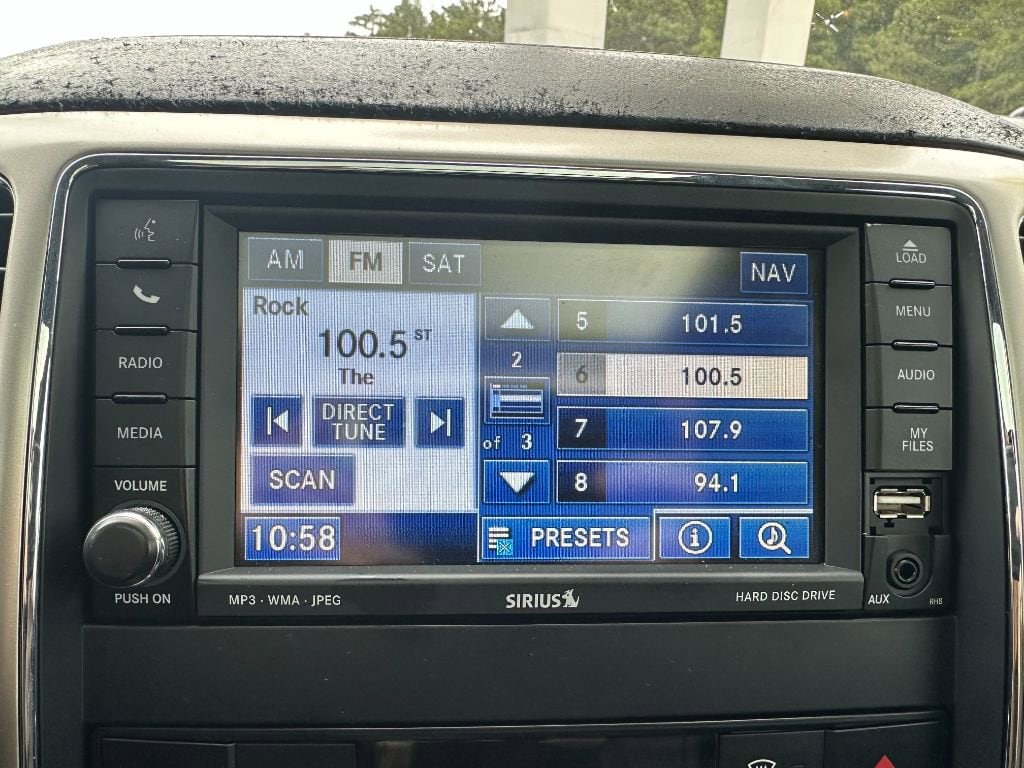 AM FM SAT NAV
Rock
100.5 ST
The
DIRECT
TUNE
SCAN
10:58
2
of 3
5 101.5
6 100.5
7 107.9
8 94.1
PRESETS
RADIO
MEDIA
VOLUME
PUSH ON
LOAD
MENU
AUDIO
MY
FILES
AUX
RHB
MP3 · WMA · JPEG
SIRIUS
HARD DISC DRIVE